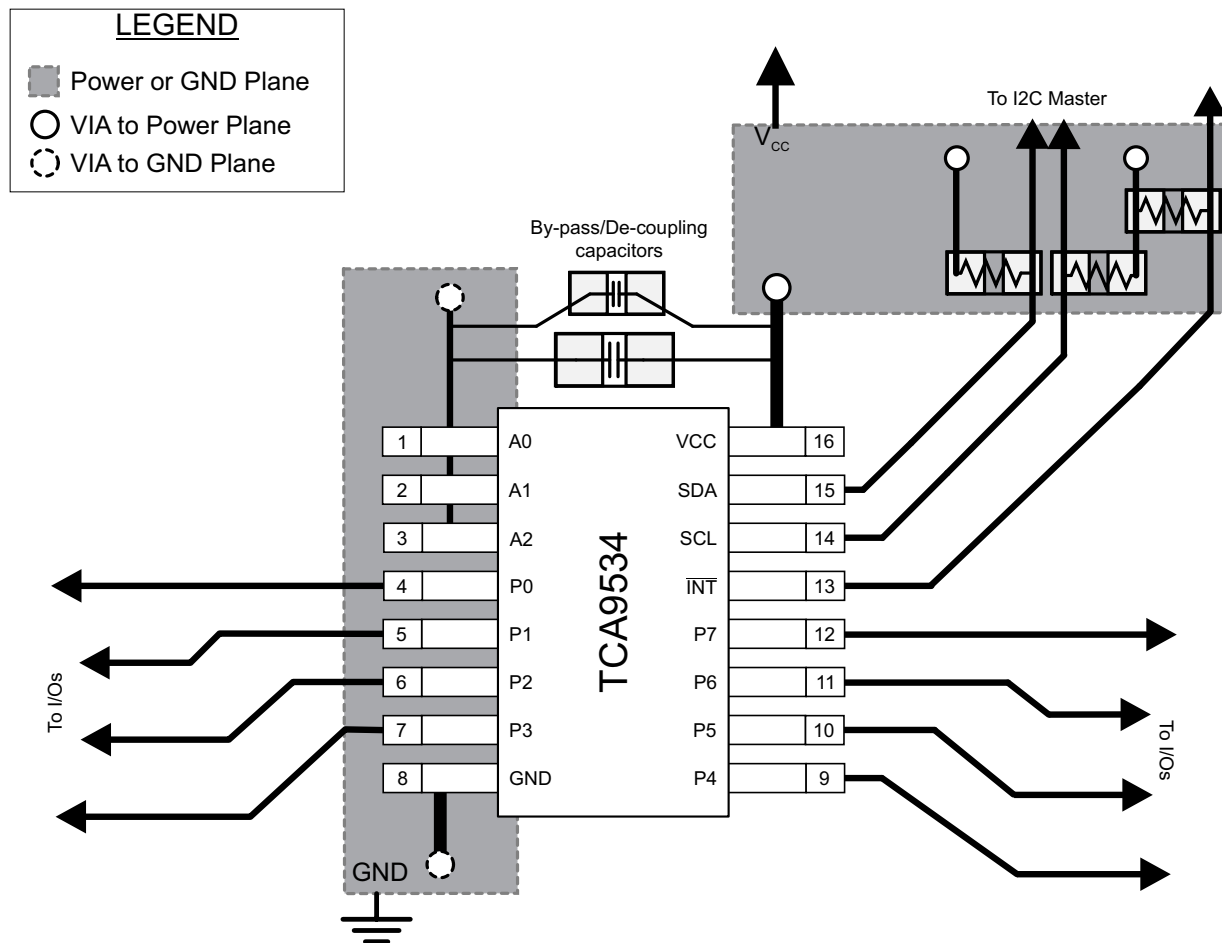 LEGEND
Power or GND Plane
VIA to Power Plane
VIA to GND Plane
To I2C Master
VCC
By-pass/De-coupling
capacitors
1 A0 VCC 16
2 A1 SDA 15
3 A2 SCL 14
4 P0 INT 13
5 P1 P7 12
6 P2 P6 11
7 P3 P5 10
8 GND P4 9
TCA9534
To I/Os
To I/Os
GND